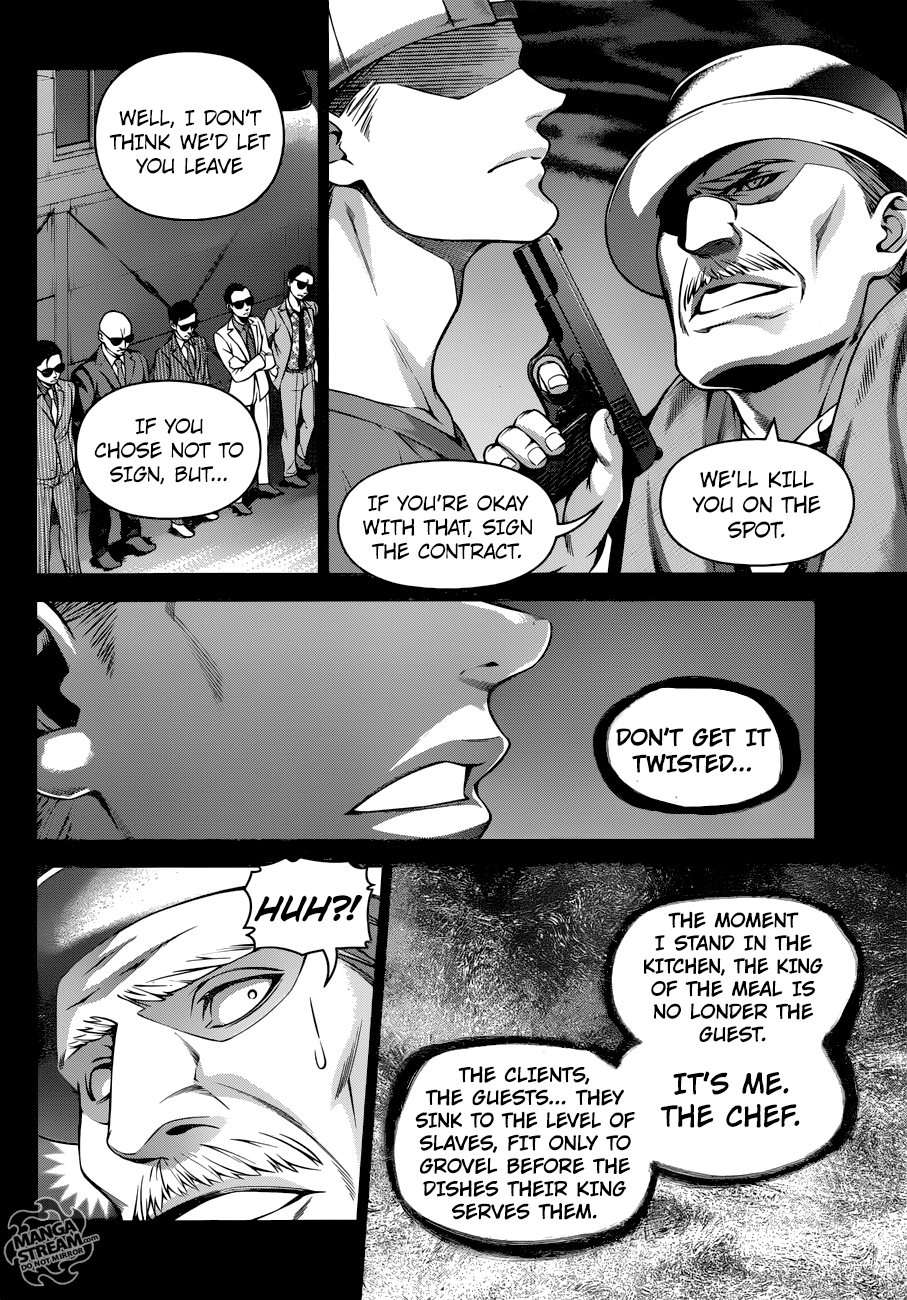 WELL, I DON'T
THINK WE'D LET
YOU LEAVE
IF YOU
CHOSE NOT TO
SIGN, BUT...
IF YOU'RE OKAY
WITH THAT, SIGN
THE CONTRACT.
WE'LL KILL
YOU ON THE
SPOT.
DON'T GET IT
TWISTED...
HUH?!
THE MOMENT
I STAND IN THE
KITCHEN, THE KING
OF THE MEAL IS
NO LONDER THE
GUEST.
IT'S ME.
THE CHEF.
THE CLIENTS,
THE GUESTS... THEY
SINK TO THE LEVEL OF
SLAVES, FIT ONLY TO
GROVEL BEFORE THE
DISHES THEIR KING
SERVES THEM.
MANGA
STREAM.com
DO NOT MIRROR